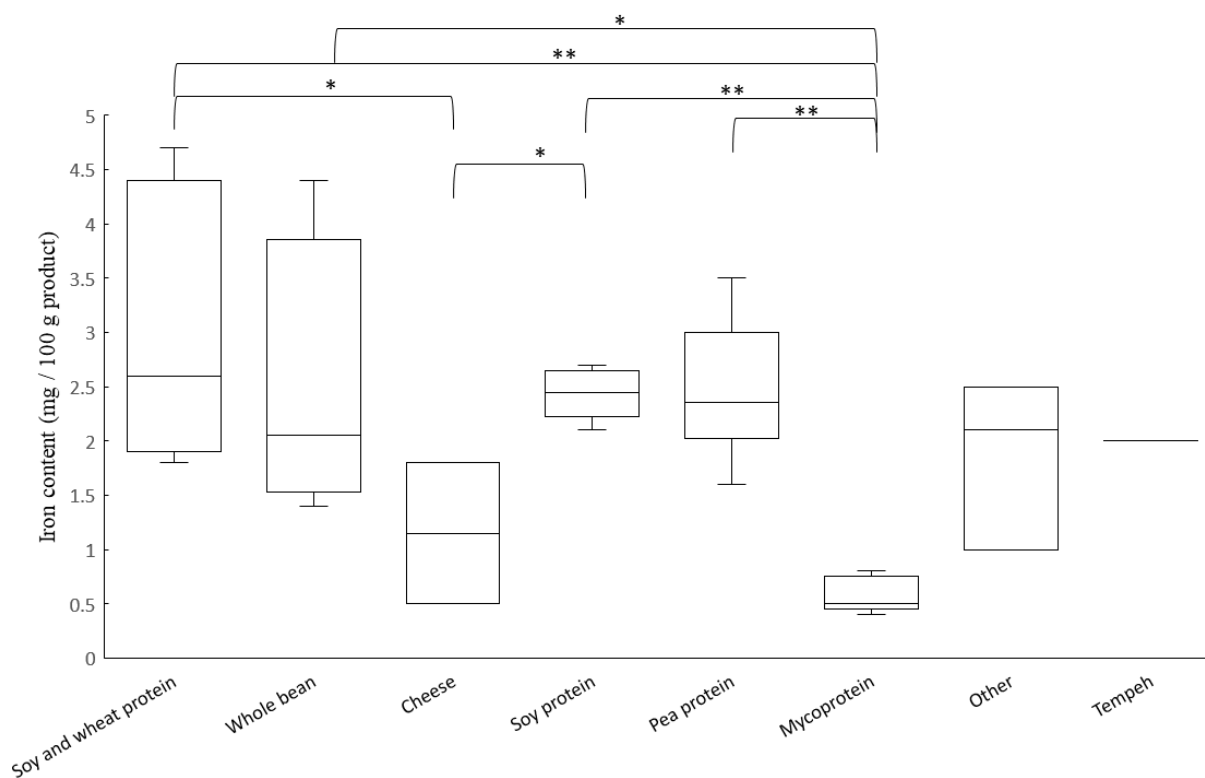 *
**
*
**
**
*
Iron content (mg / 100 g product)
5
4.5
4
3.5
3
2.5
2
1.5
1
0.5
0
Soy and wheat protein
Whole bean
Cheese
Soy protein
Pea protein
Mycoprotein
Other
Tempeh